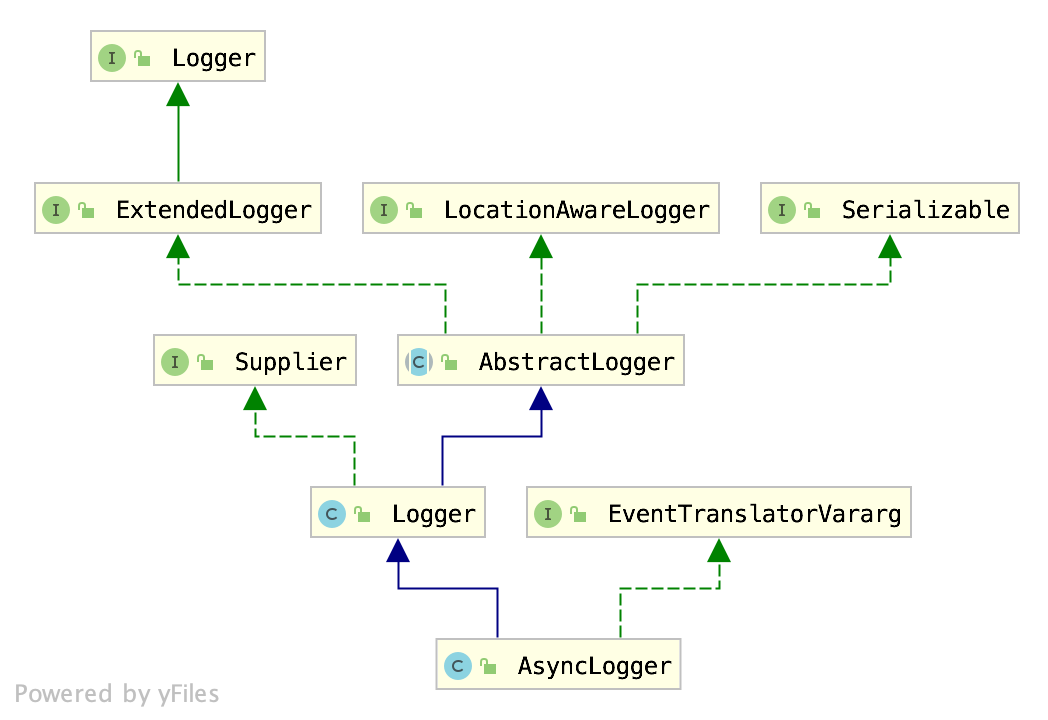 I Logger
I ExtendedLogger
I LocationAwareLogger
I Serializable
I Supplier
C AbstractLogger
C Logger
I EventTranslatorVararg
C AsyncLogger
Powered by yFiles